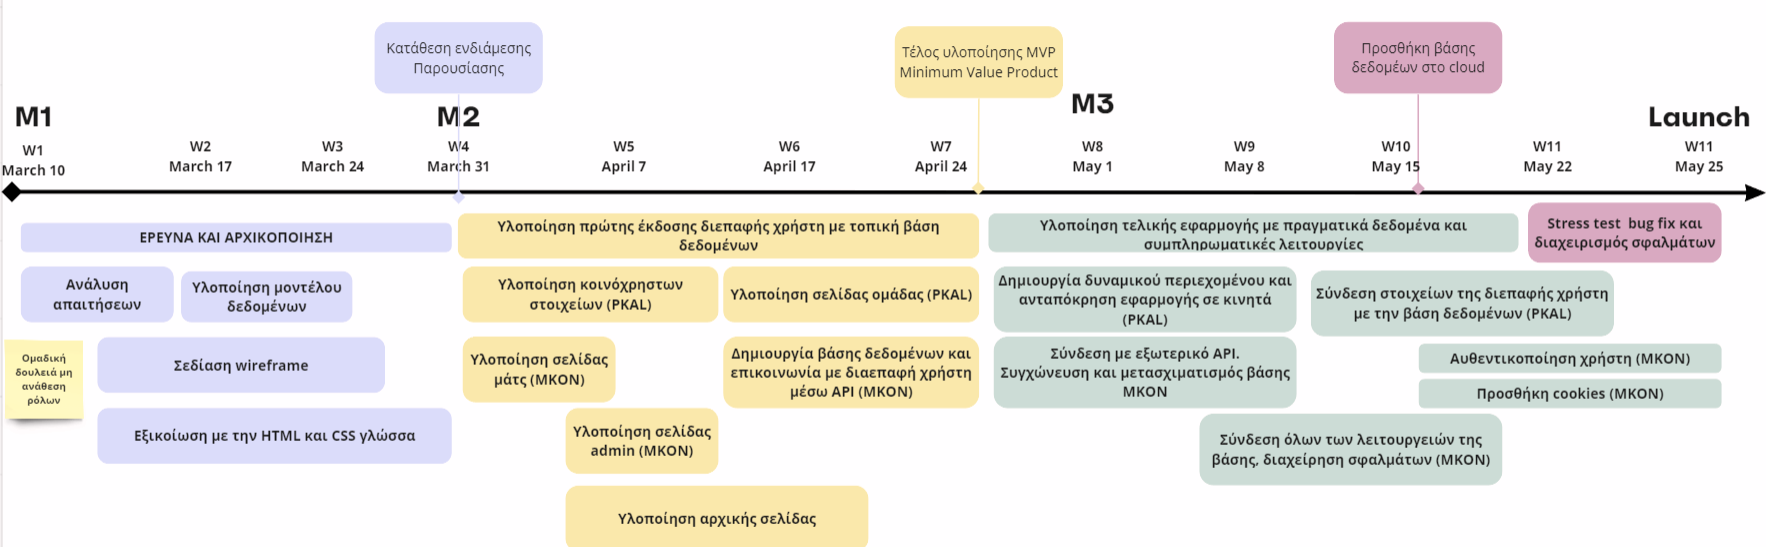 Κατάθεση ενδιάμεσης
Παρουσίασης
Τέλος υλοποίησης MVP
Minimum Value Product
Προσθήκη βάσης
δεδομέων στο cloud
M1
M2
M3
Launch
W1
March 10
W2
March 17
W3
March 24
W4
March 31
W5
April 7
W6
April 17
W7
April 24
W8
May 1
W9
May 8
W10
May 15
W11
May 22
W11
May 25
ΕΡΕΥΝΑ ΚΑΙ ΑΡΧΙΚΟΠΟΙΗΣΗ
Υλοποίηση πρώτης έκδοσης διεπαφής χρήστη με τοπική βάση
δεδομένων
Υλοποίηση τελικής εφαρμογής με πραγματικά δεδομένα και
συμπληρωματικές λειτουργίες
Stress test bug fix και
διαχειρισμός σφαλμάτων
Ανάλυση
απαιτήσεων
Υλοποίηση μοντέλου
δεδομένων
Υλοποίηση κοινόχρηστων
στοιχείων (PKAL)
Υλοποίηση σελίδας ομάδας (PKAL)
Δημιουργία δυναμικού περιεχομένου και
ανταπόκρηση εφαρμογής σε κινητά
(PKAL)
Σύνδεση στοιχείων της διεπαφής χρήστη
με την βάση δεδομένων (PKAL)
Ομαδική
δουλειά μη
ανάθεση
ρόλων
Σεδίαση wireframe
Υλοποίηση σελίδας
μάτς (MKON)
Δημιουργία βάσης δεδομένων και
επικοινωνία με διαεπαφή χρήστη
μέσω API (MKON)
Σύνδεση με εξωτερικό API.
Συγχώνευση και μετασχιματισμός βάσης
MKON
Αυθεντικοποίηση χρήστη (MKON)
Προσθήκη cookies (MKON)
Εξικοίωση με την HTML και CSS γλώσσα
Υλοποίηση σελίδας
admin (MKON)
Σύνδεση όλων των λειτουργειών της
βάσης, διαχείρηση σφαλμάτων (MKON)
Υλοποίηση αρχικής σελίδας